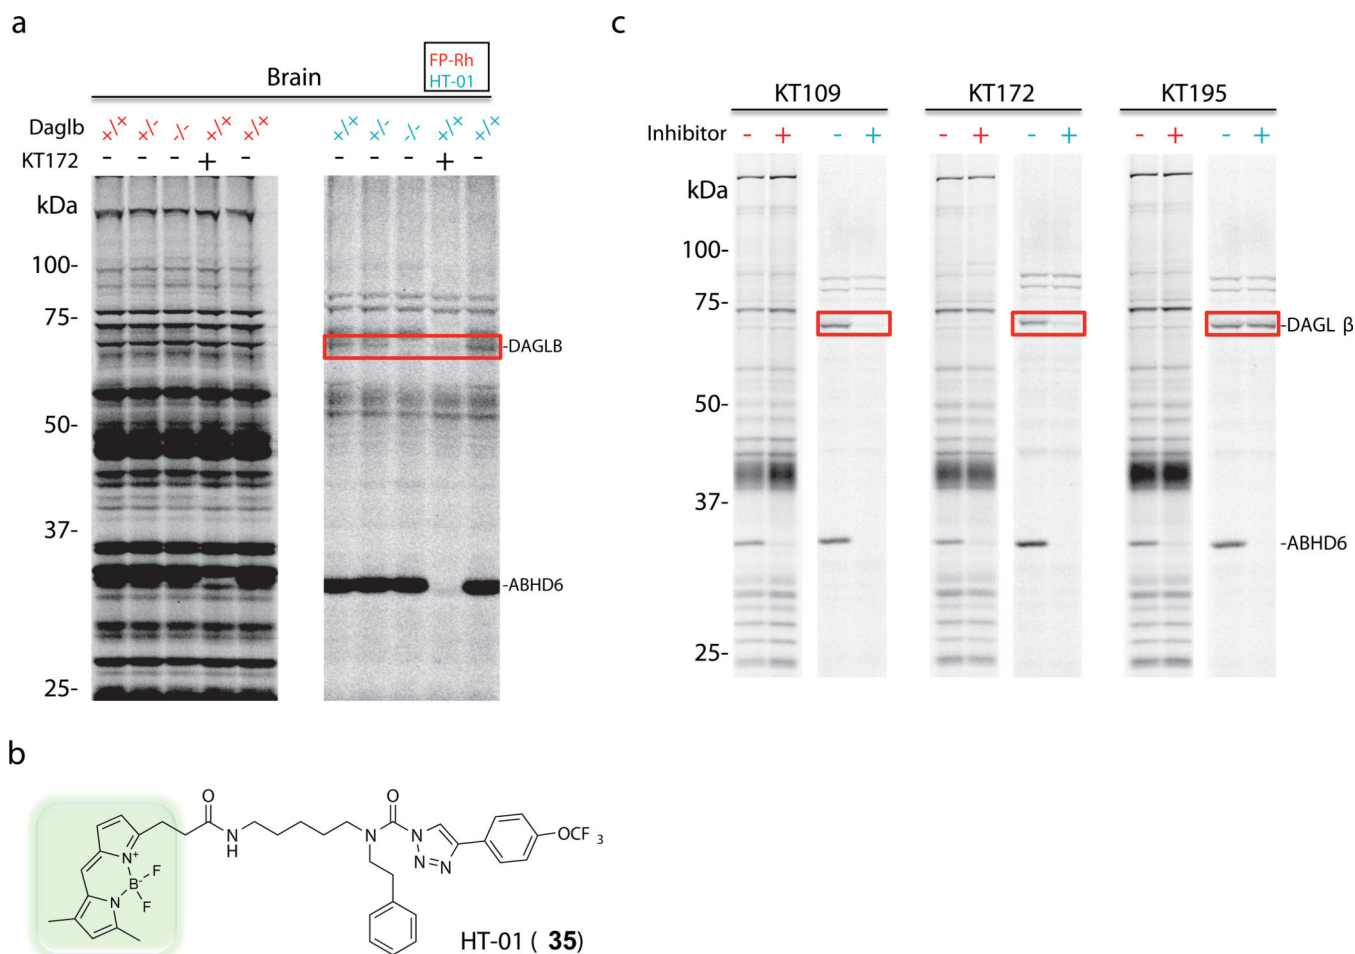 a
FP-Rh
HT-01
Brain
Daglb +/+ +/- -/- +/+ +/+ +/+ +/- -/- +/+ +/+
KT172 - - - + - - - - + -
kDa
100-
75-
-DAGLB
50-
37-
-ABHD6
25-
c
KT109 KT172 KT195
Inhibitor - + - + - + - + - + - +
kDa
100-
75-
-DAGL β
50-
37-
-ABHD6
25-
b
O O
N H N N N N OCF 3
N+ B- F F N
HT-01 ( 35)